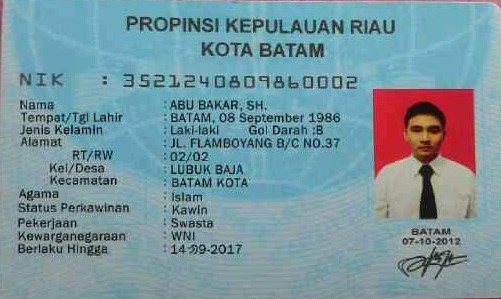 PROPINSI KEPULAUAN RIAU
KOTA BATAM
NIK : 3521240809860002
Nama : ABU BAKAR, SH.
Tempat/Tgl Lahir : BATAM, 08 September 1986
Jenis Kelamin : Laki-laki Gol Darah :B
Alamat : JL. FLAMBOYANG B/C NO.37
RT/RW : 02/02
Kel/Desa : LUBUK BAJA
Kecamatan : BATAM KOTA
Agama : Islam
Status Perkawinan : Kawin
Pekerjaan : Swasta
Kewarganegaraan : WNI
Berlaku Hingga : 14-09-2017
BATAM
07-10-2012